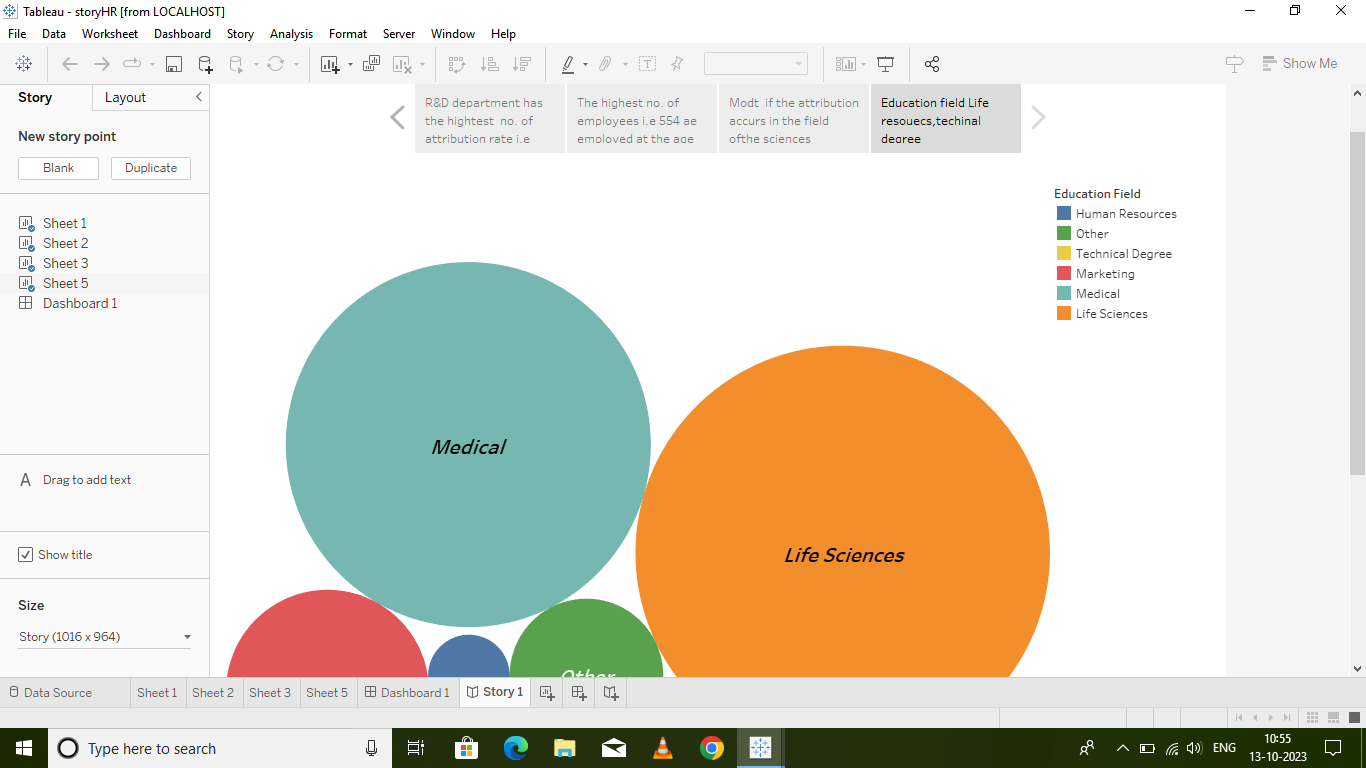 Tableau - storyHR [from LOCALHOST]
File Data Worksheet Dashboard Story Analysis Format Server Window Help
Show Me
Story Layout
New story point
Blank Duplicate
Sheet 1
Sheet 2
Sheet 3
Sheet 5
Dashboard 1
A Drag to add text
Show title
Size
Story (1016 x 964)
R&D department has
the hightest no. of
attribution rate i.e
The highest no. of
employees i.e 554 ae
employed at the age
Modt if the attribution
accurs in the field
ofthe sciences
Education field Life
resouecs,techinal
degree
Education Field
Human Resources
Other
Technical Degree
Marketing
Medical
Life Sciences
Medical
Life Sciences
Other
Data Source Sheet 1 Sheet 2 Sheet 3 Sheet 5 Dashboard 1 Story 1
Type here to search
ENG
10:55
13-10-2023